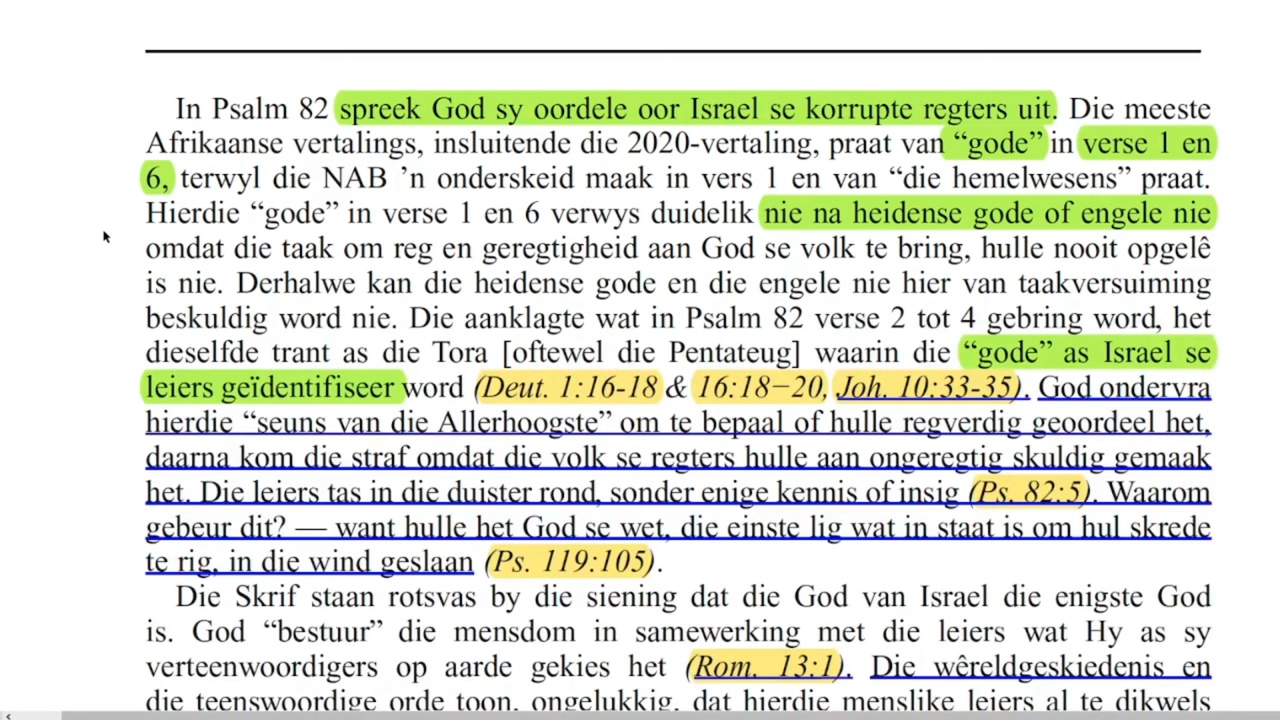 In Psalm 82 spreek God sy oordele oor Israel se korrupte regters uit. Die meeste
Afrikaanse vertalings, insluitende die 2020-vertaling, praat van “gode” in verse 1 en
6, terwyl die NAB ’n onderskeid maak in vers 1 en van “die hemelwesens” praat.
Hierdie “gode” in verse 1 en 6 verwys duidelik nie na heidense gode of engele nie
omdat die taak om reg en geregtigheid aan God se volk te bring, hulle nooit opgelê
is nie. Derhalwe kan die heidense gode en die engele nie hier van taakversuiming
beskuldig word nie. Die aanklagte wat in Psalm 82 verse 2 tot 4 gebring word, het
dieselfde trant as die Tora [oftewel die Pentateug] waarin die “gode” as Israel se
leiers geïdentifiseer word (Deut. 1:16-18 & 16:18−20, Joh. 10:33-35). God ondervra
hierdie “seuns van die Allerhoogste” om te bepaal of hulle regverdig geoordeel het,
daarna kom die straf omdat die volk se regters hulle aan ongeregtig skuldig gemaak
het. Die leiers tas in die duister rond, sonder enige kennis of insig (Ps. 82:5). Waarom
gebeur dit? — want hulle het God se wet, die einste lig wat in staat is om hul skrede
te rig, in die wind geslaan (Ps. 119:105).
Die Skrif staan rotsvas by die siening dat die God van Israel die enigste God
is. God “bestuur” die mensdom in samewerking met die leiers wat Hy as sy
verteenwoordigers op aarde gekies het (Rom. 13:1). Die wêreldgeskiedenis en
die teenswoordige orde toon, ongelukkig, dat hierdie menslike leiers al te dikwels